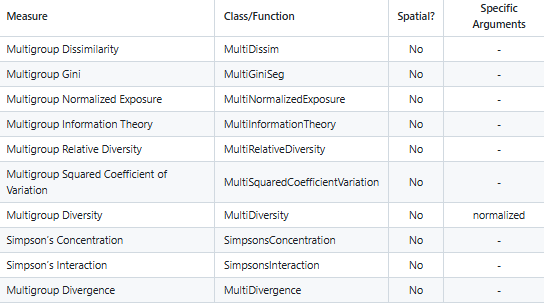 Measure Class/Function Spatial? Specific Arguments
Multigroup Dissimilarity MultiDissim No -
Multigroup Gini MultiGiniSeg No -
Multigroup Normalized Exposure MultiNormalizedExposure No -
Multigroup Information Theory MultiInformationTheory No -
Multigroup Relative Diversity MultiRelativeDiversity No -
Multigroup Squared Coefficient of Variation MultiSquaredCoefficientVariation No -
Multigroup Diversity MultiDiversity No normalized
Simpson's Concentration SimpsonsConcentration No -
Simpson's Interaction SimpsonsInteraction No -
Multigroup Divergence MultiDivergence No -